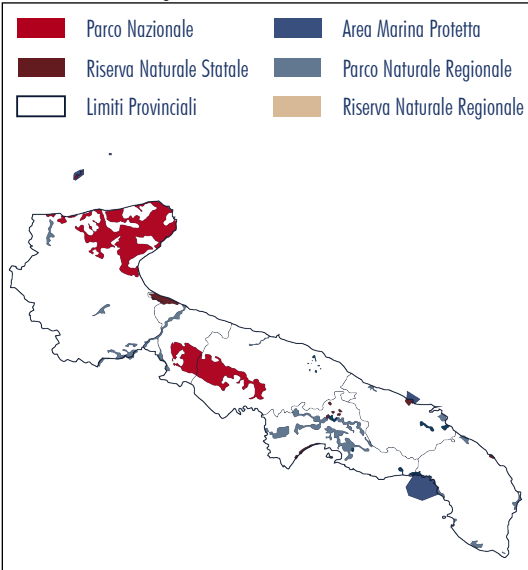 Parco Nazionale
Area Marina Protetta
Riserva Naturale Statale
Parco Naturale Regionale
Limiti Provinciali
Riserva Naturale Regionale